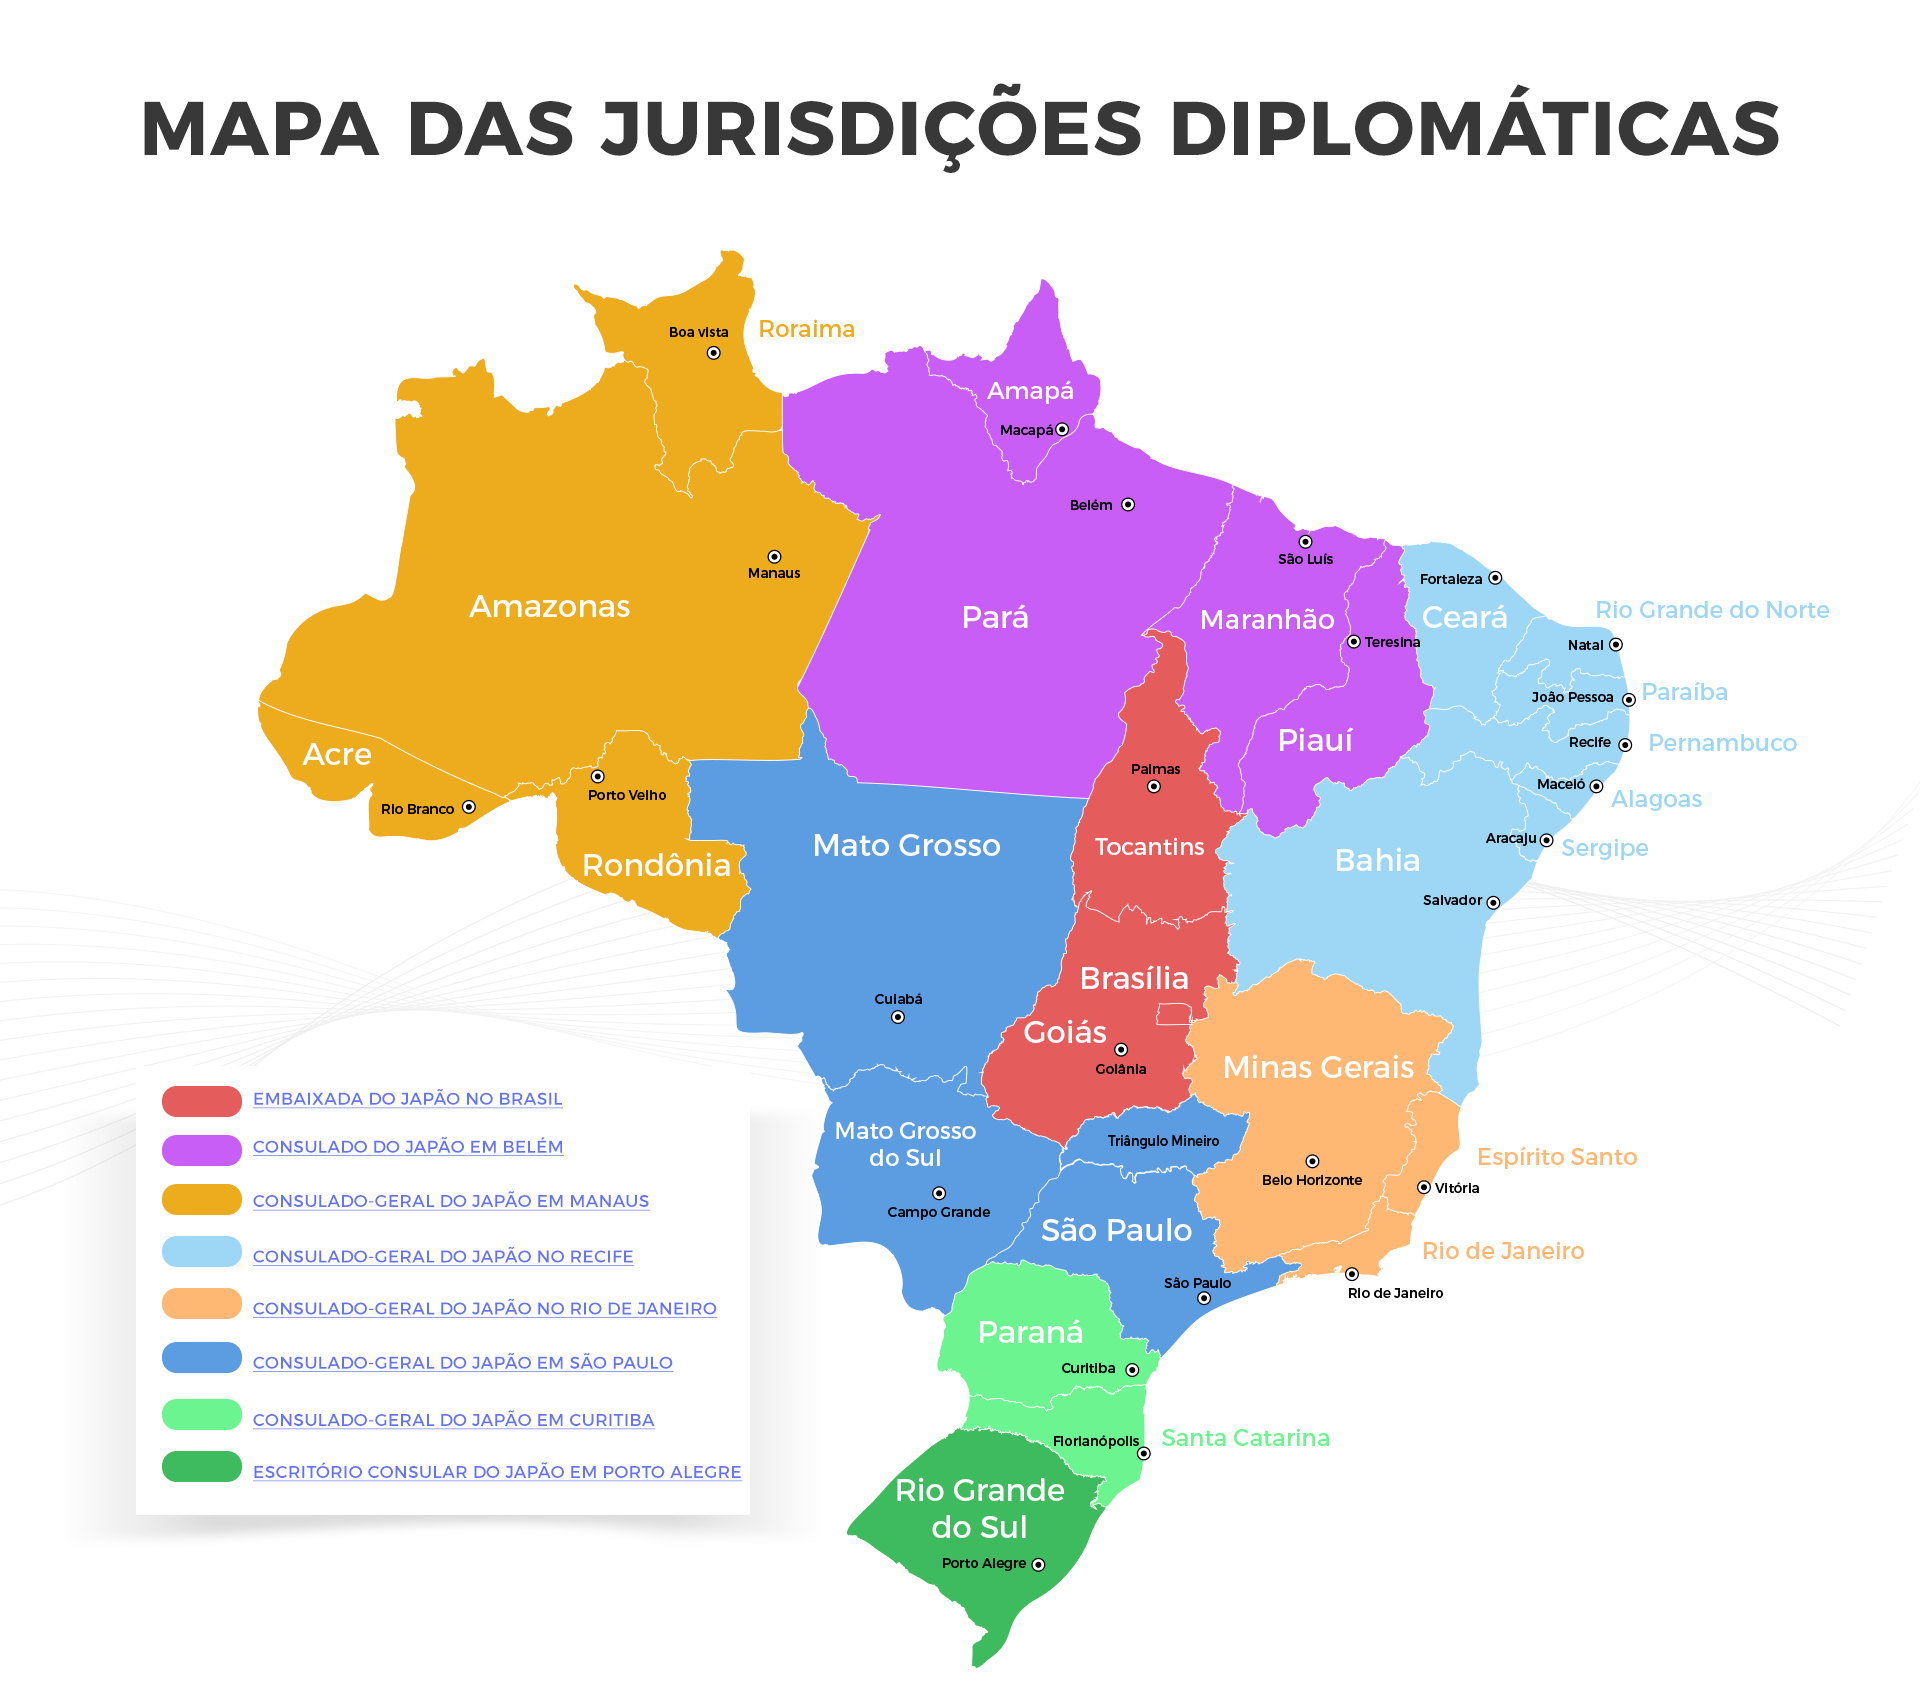 MAPA DAS JURISDIÇÕES DIPLOMÁTICAS
Boa vista
Roraima
Amapá
Macapá
Belém
Manaus
São Luís
Fortaleza
Amazonas
Pará
Maranhão
Ceará
Rio Grande do Norte
Teresina
Natal
João Pessoa
Paraíba
Acre
Piauí
Recife
Pernambuco
Palmas
Porto Velho
Maceió
Alagoas
Rio Branco
Mato Grosso
Tocantins
Aracaju
Sergipe
Rondônia
Bahia
Salvador
Brasília
Cuiabá
Goiás
Goiânia
Minas Gerais
EMBAIXADA DO JAPÃO NO BRASIL
CONSULADO DO JAPÃO EM BELÉM
CONSULADO-GERAL DO JAPÃO EM MANAUS
CONSULADO-GERAL DO JAPÃO NO RECIFE
CONSULADO-GERAL DO JAPÃO NO RIO DE JANEIRO
CONSULADO-GERAL DO JAPÃO EM SÃO PAULO
CONSULADO-GERAL DO JAPÃO EM CURITIBA
ESCRITÓRIO CONSULAR DO JAPÃO EM PORTO ALEGRE
Mato Grosso
do Sul
Triângulo Mineiro
Espírito Santo
Belo Horizonte
Vitória
Campo Grande
São Paulo
Rio de Janeiro
São Paulo
Rio de Janeiro
Paraná
Curitiba
Florianópolis
Santa Catarina
Rio Grande
do Sul
Porto Alegre